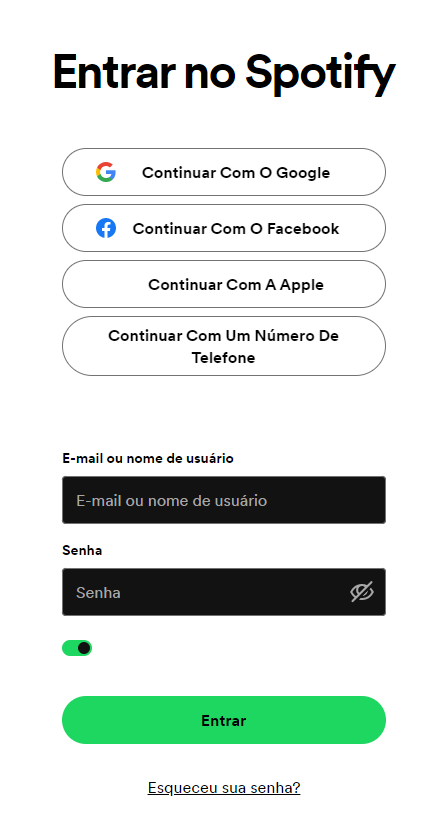 Entrar no Spotify
Continuar Com O Google
Continuar Com O Facebook
Continuar Com A Apple
Continuar Com Um Número De
Telefone
E-mail ou nome de usuário
E-mail ou nome de usuário
Senha
Senha
Entrar
Esqueceu sua senha?